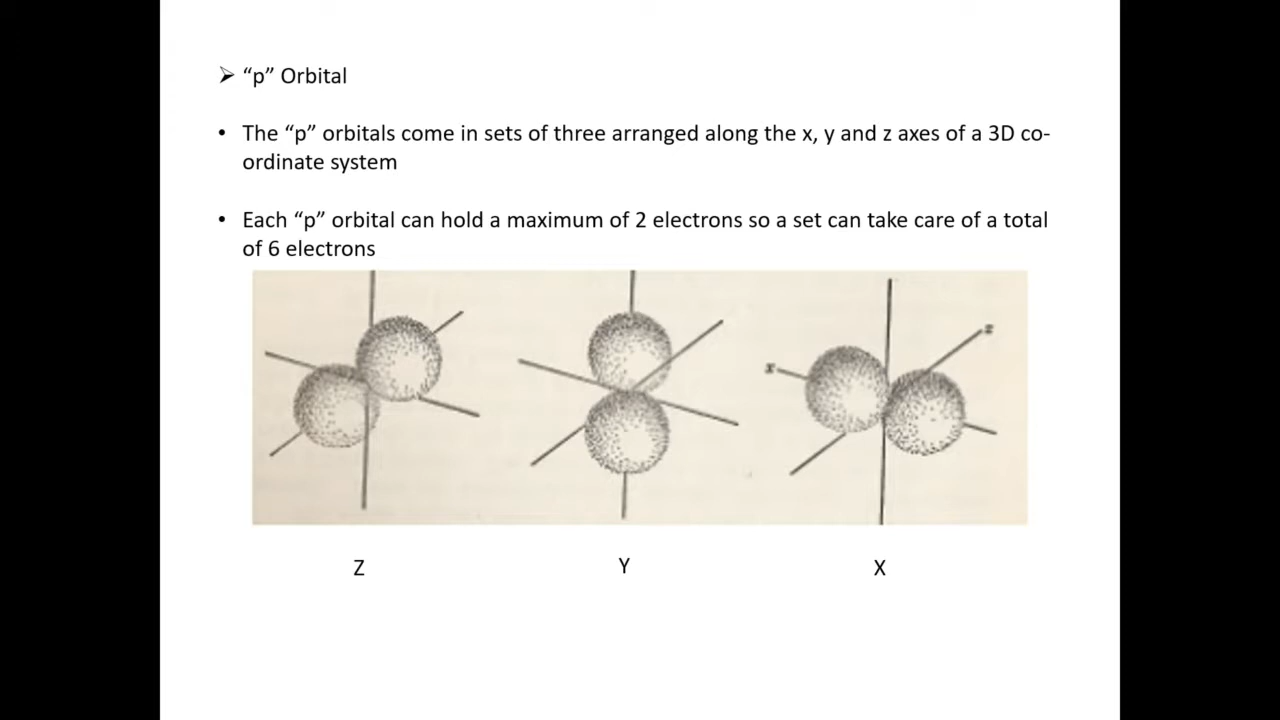 ➢ “p” Orbital
• The “p” orbitals come in sets of three arranged along the x, y and z axes of a 3D co-
ordinate system
• Each “p” orbital can hold a maximum of 2 electrons so a set can take care of a total
of 6 electrons
x z
Z Y X